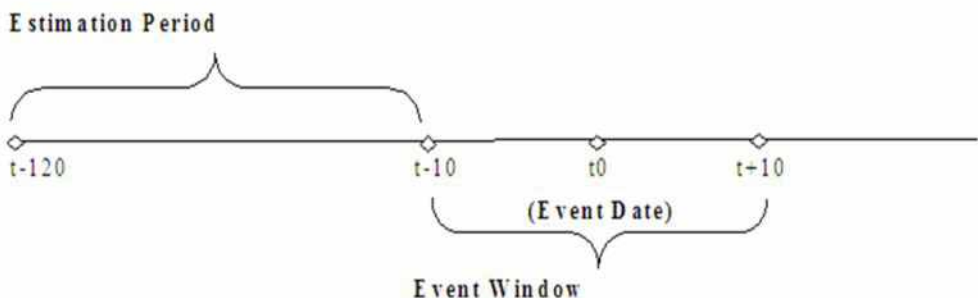 Estimation Period
t-120 t-10 t0 t+10
(Event Date)
Event Window